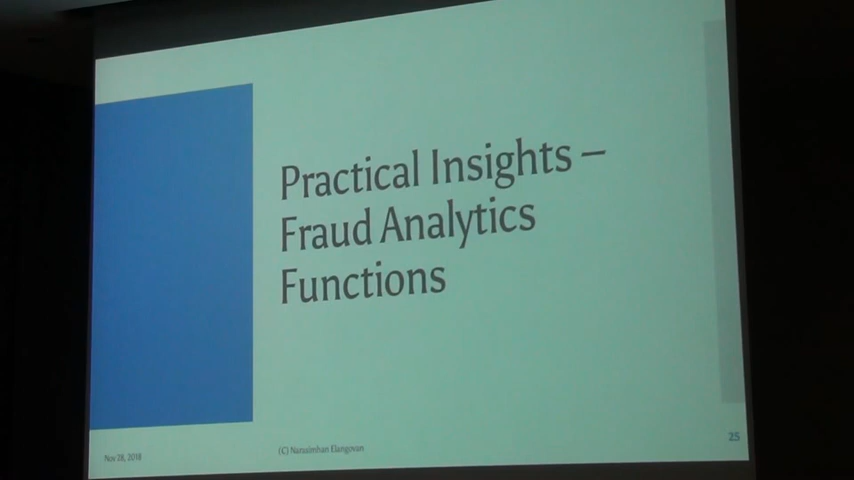 Practical Insights –
Fraud Analytics
Functions
Nov 28, 2018
(C) Narasimhan Elangovan
25